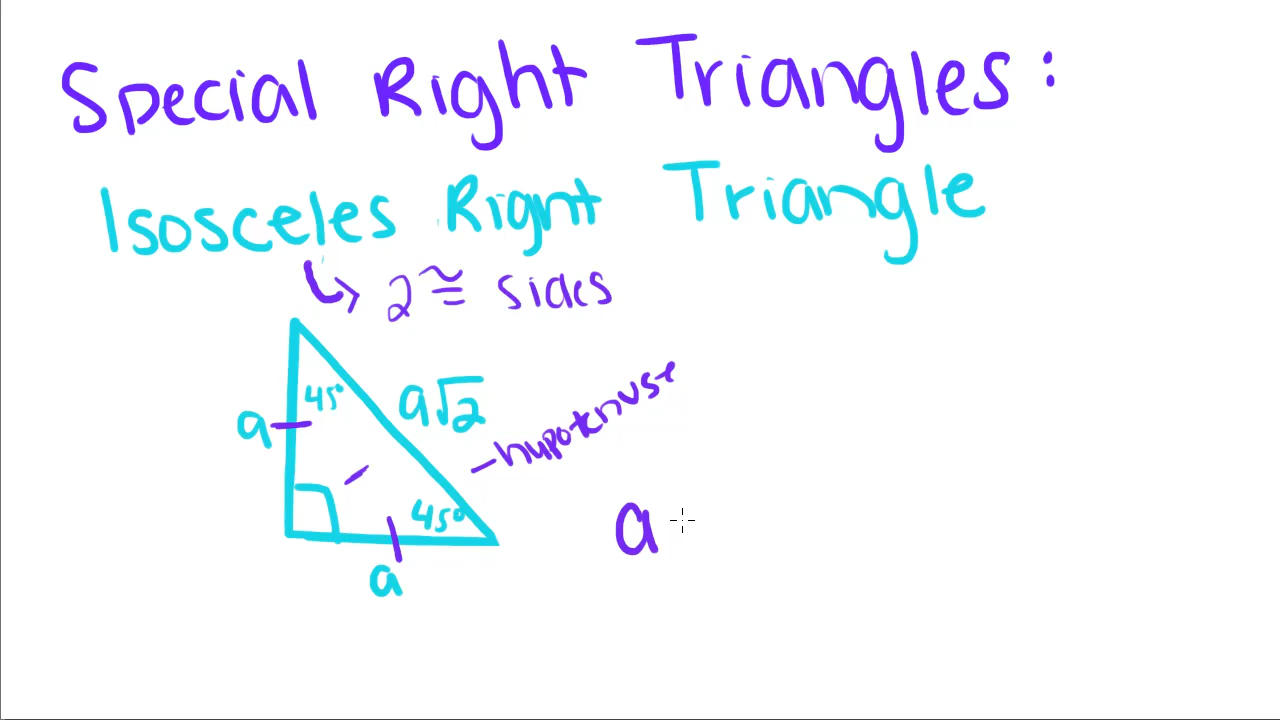 Special Right Triangles:
Isosceles Right Triangle
2 ≅ sides
45°
a
a√2
hypotenuse
45°
a
a